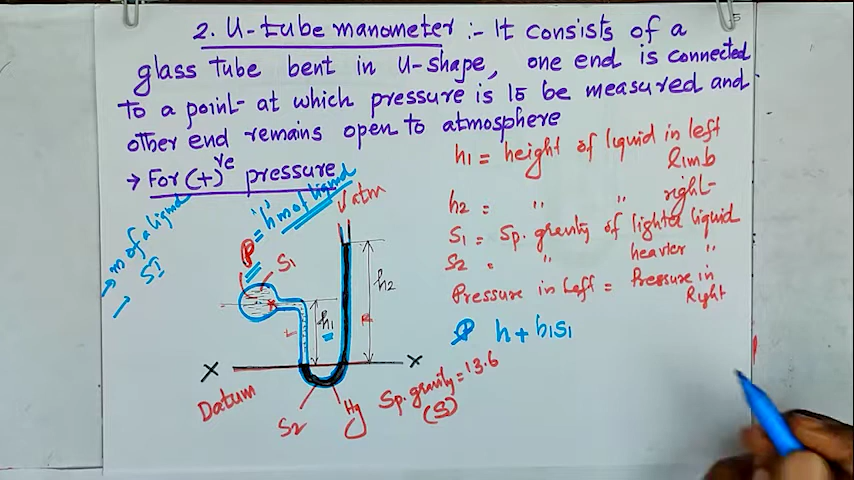 2. U-tube manometer :- It consists of a
glass tube bent in U-shape, one end is connected
to a point at which pressure is to be measured and
other end remains open to atmosphere
→ For (+)ve pressure
→ m of a liquid
→ SI
P = 'h' m of liquid
atm
S1
h2
h1
L
R
X
X
Datum
S2
Hg
Sp. gravity = 13.6
(S)
h1 = height of liquid in left
limb
h2 = " " right
S1 = Sp. gravity of lighter liquid
S2 = " heavier "
Pressure in Left = Pressure in
Right
h + h1S1